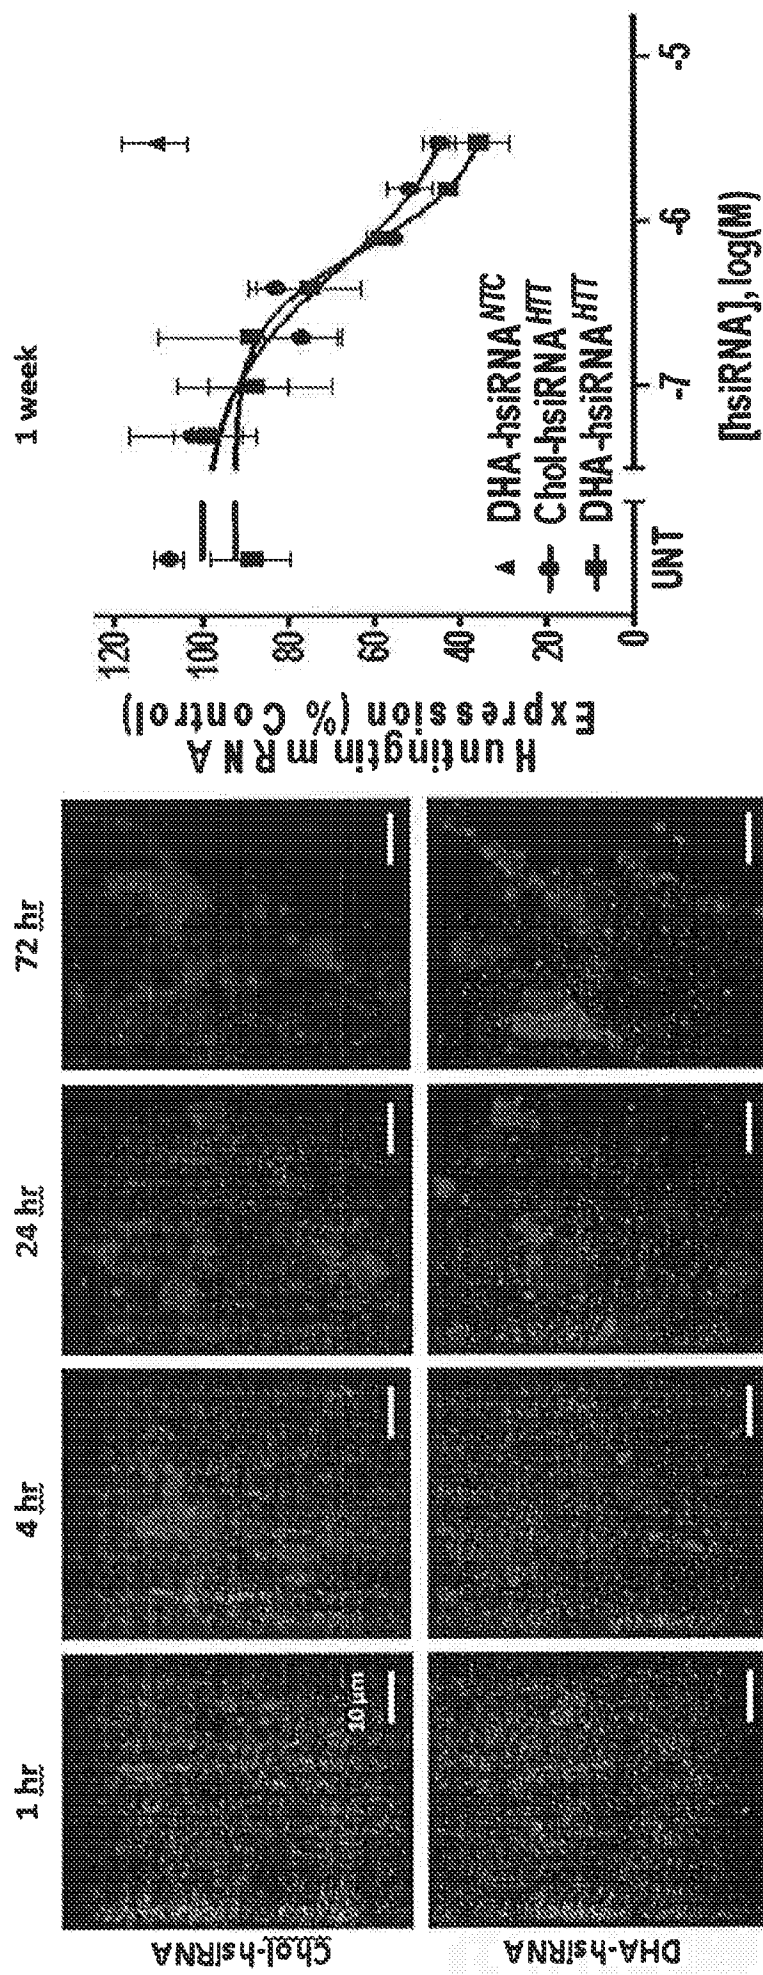 1 hr
4 hr
24 hr
72 hr
Chol-hsiRNA
10 µm
DHA-hsiRNA
1 week
Huntingtin mRNA
Expression (% Control)
120
100
80
60
40
20
0
DHA-hsiRNA^NTC
Chol-hsiRNA^HTT
DHA-hsiRNA^HTT
UNT
-7
-6
-5
[hsiRNA], log(M)